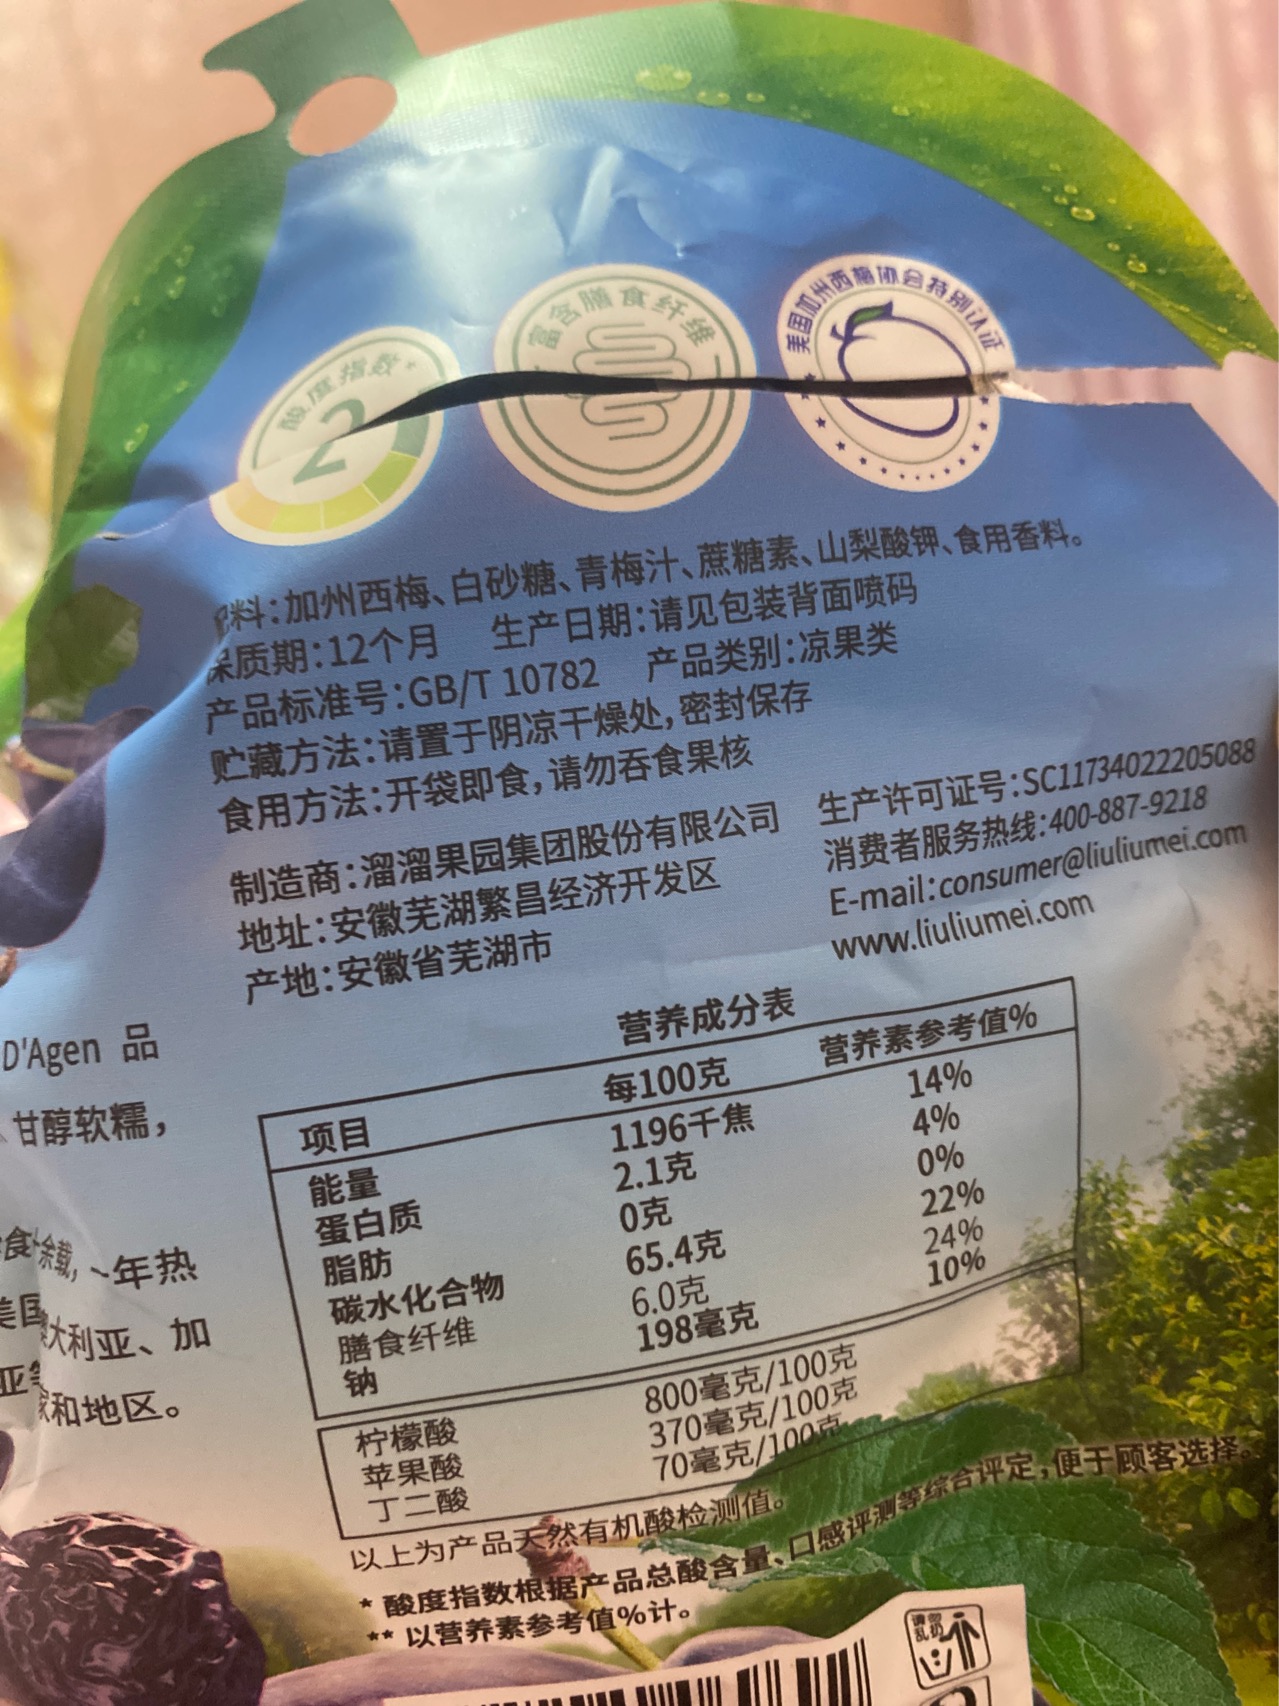 酸度指数*
2
富含膳食纤维
美国加州西梅协会特别认证
配料:加州西梅、白砂糖、青梅汁、蔗糖素、山梨酸钾、食用香料。
保质期:12个月 生产日期:请见包装背面喷码
产品标准号:GB/T 10782 产品类别:凉果类
贮藏方法:请置于阴凉干燥处,密封保存
食用方法:开袋即食,请勿吞食果核
制造商:溜溜果园集团股份有限公司
地址:安徽芜湖繁昌经济开发区
产地:安徽省芜湖市
生产许可证号:SC11734022205088
消费者服务热线:400-887-9218
E-mail:consumer@liuliumei.com
www.liuliumei.com
D'Agen 品
甘醇软糯,
食十余载,一年热
美国 澳大利亚、加
亚等 家和地区。
营养成分表
项目 每100克 营养素参考值%
能量 1196千焦 14%
蛋白质 2.1克 4%
脂肪 0克 0%
碳水化合物 65.4克 22%
膳食纤维 6.0克 24%
钠 198毫克 10%
柠檬酸 800毫克/100克
苹果酸 370毫克/100克
丁二酸 70毫克/100克
以上为产品天然有机酸检测值。
* 酸度指数根据产品总酸含量、口感评测等综合评定,便于顾客选择。
** 以营养素参考值%计。
请勿
乱扔